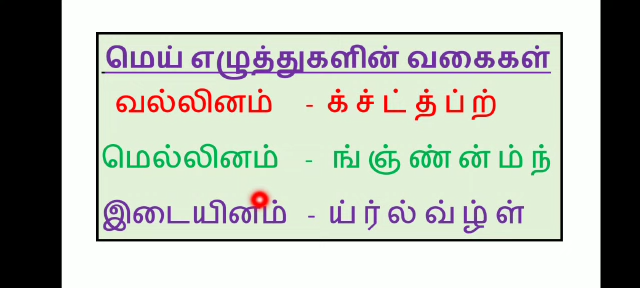 மெய் எழுத்துகளின் வகைகள்
வல்லினம் - க் ச் ட் த் ப் ற்
மெல்லினம் - ங் ஞ் ண் ன் ம் ந்
இடையினம் - ய் ர் ல் வ் ழ் ள்